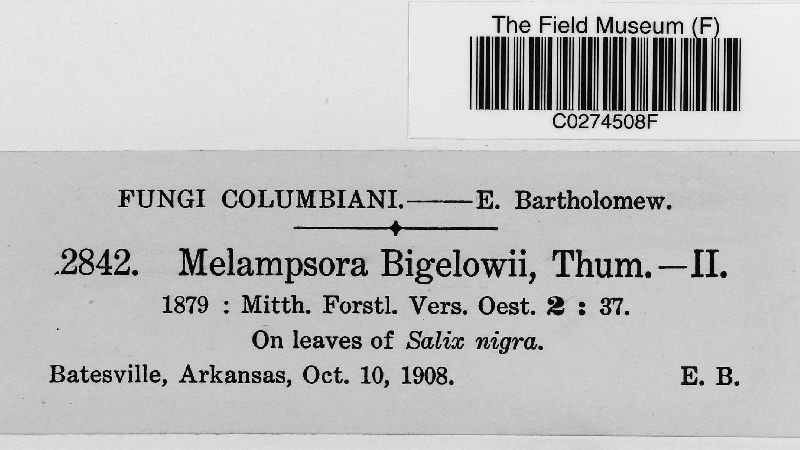 The Field Museum (F)
C0274508F
FUNGI COLUMBIANI.——E. Bartholomew.
2842. Melampsora Bigelowii, Thum.—II.
1879 : Mitth. Forstl. Vers. Oest. 2 : 37.
On leaves of Salix nigra.
Batesville, Arkansas, Oct. 10, 1908. E. B.